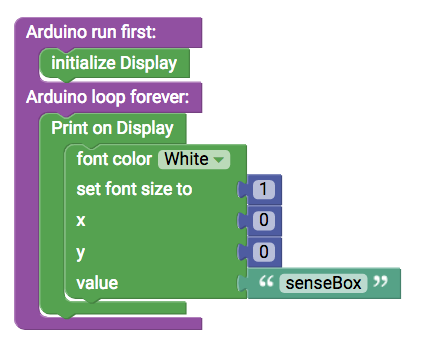 Arduino run first:
initialize Display
Arduino loop forever:
Print on Display
font color White
set font size to 1
x 0
y 0
value “ senseBox ”